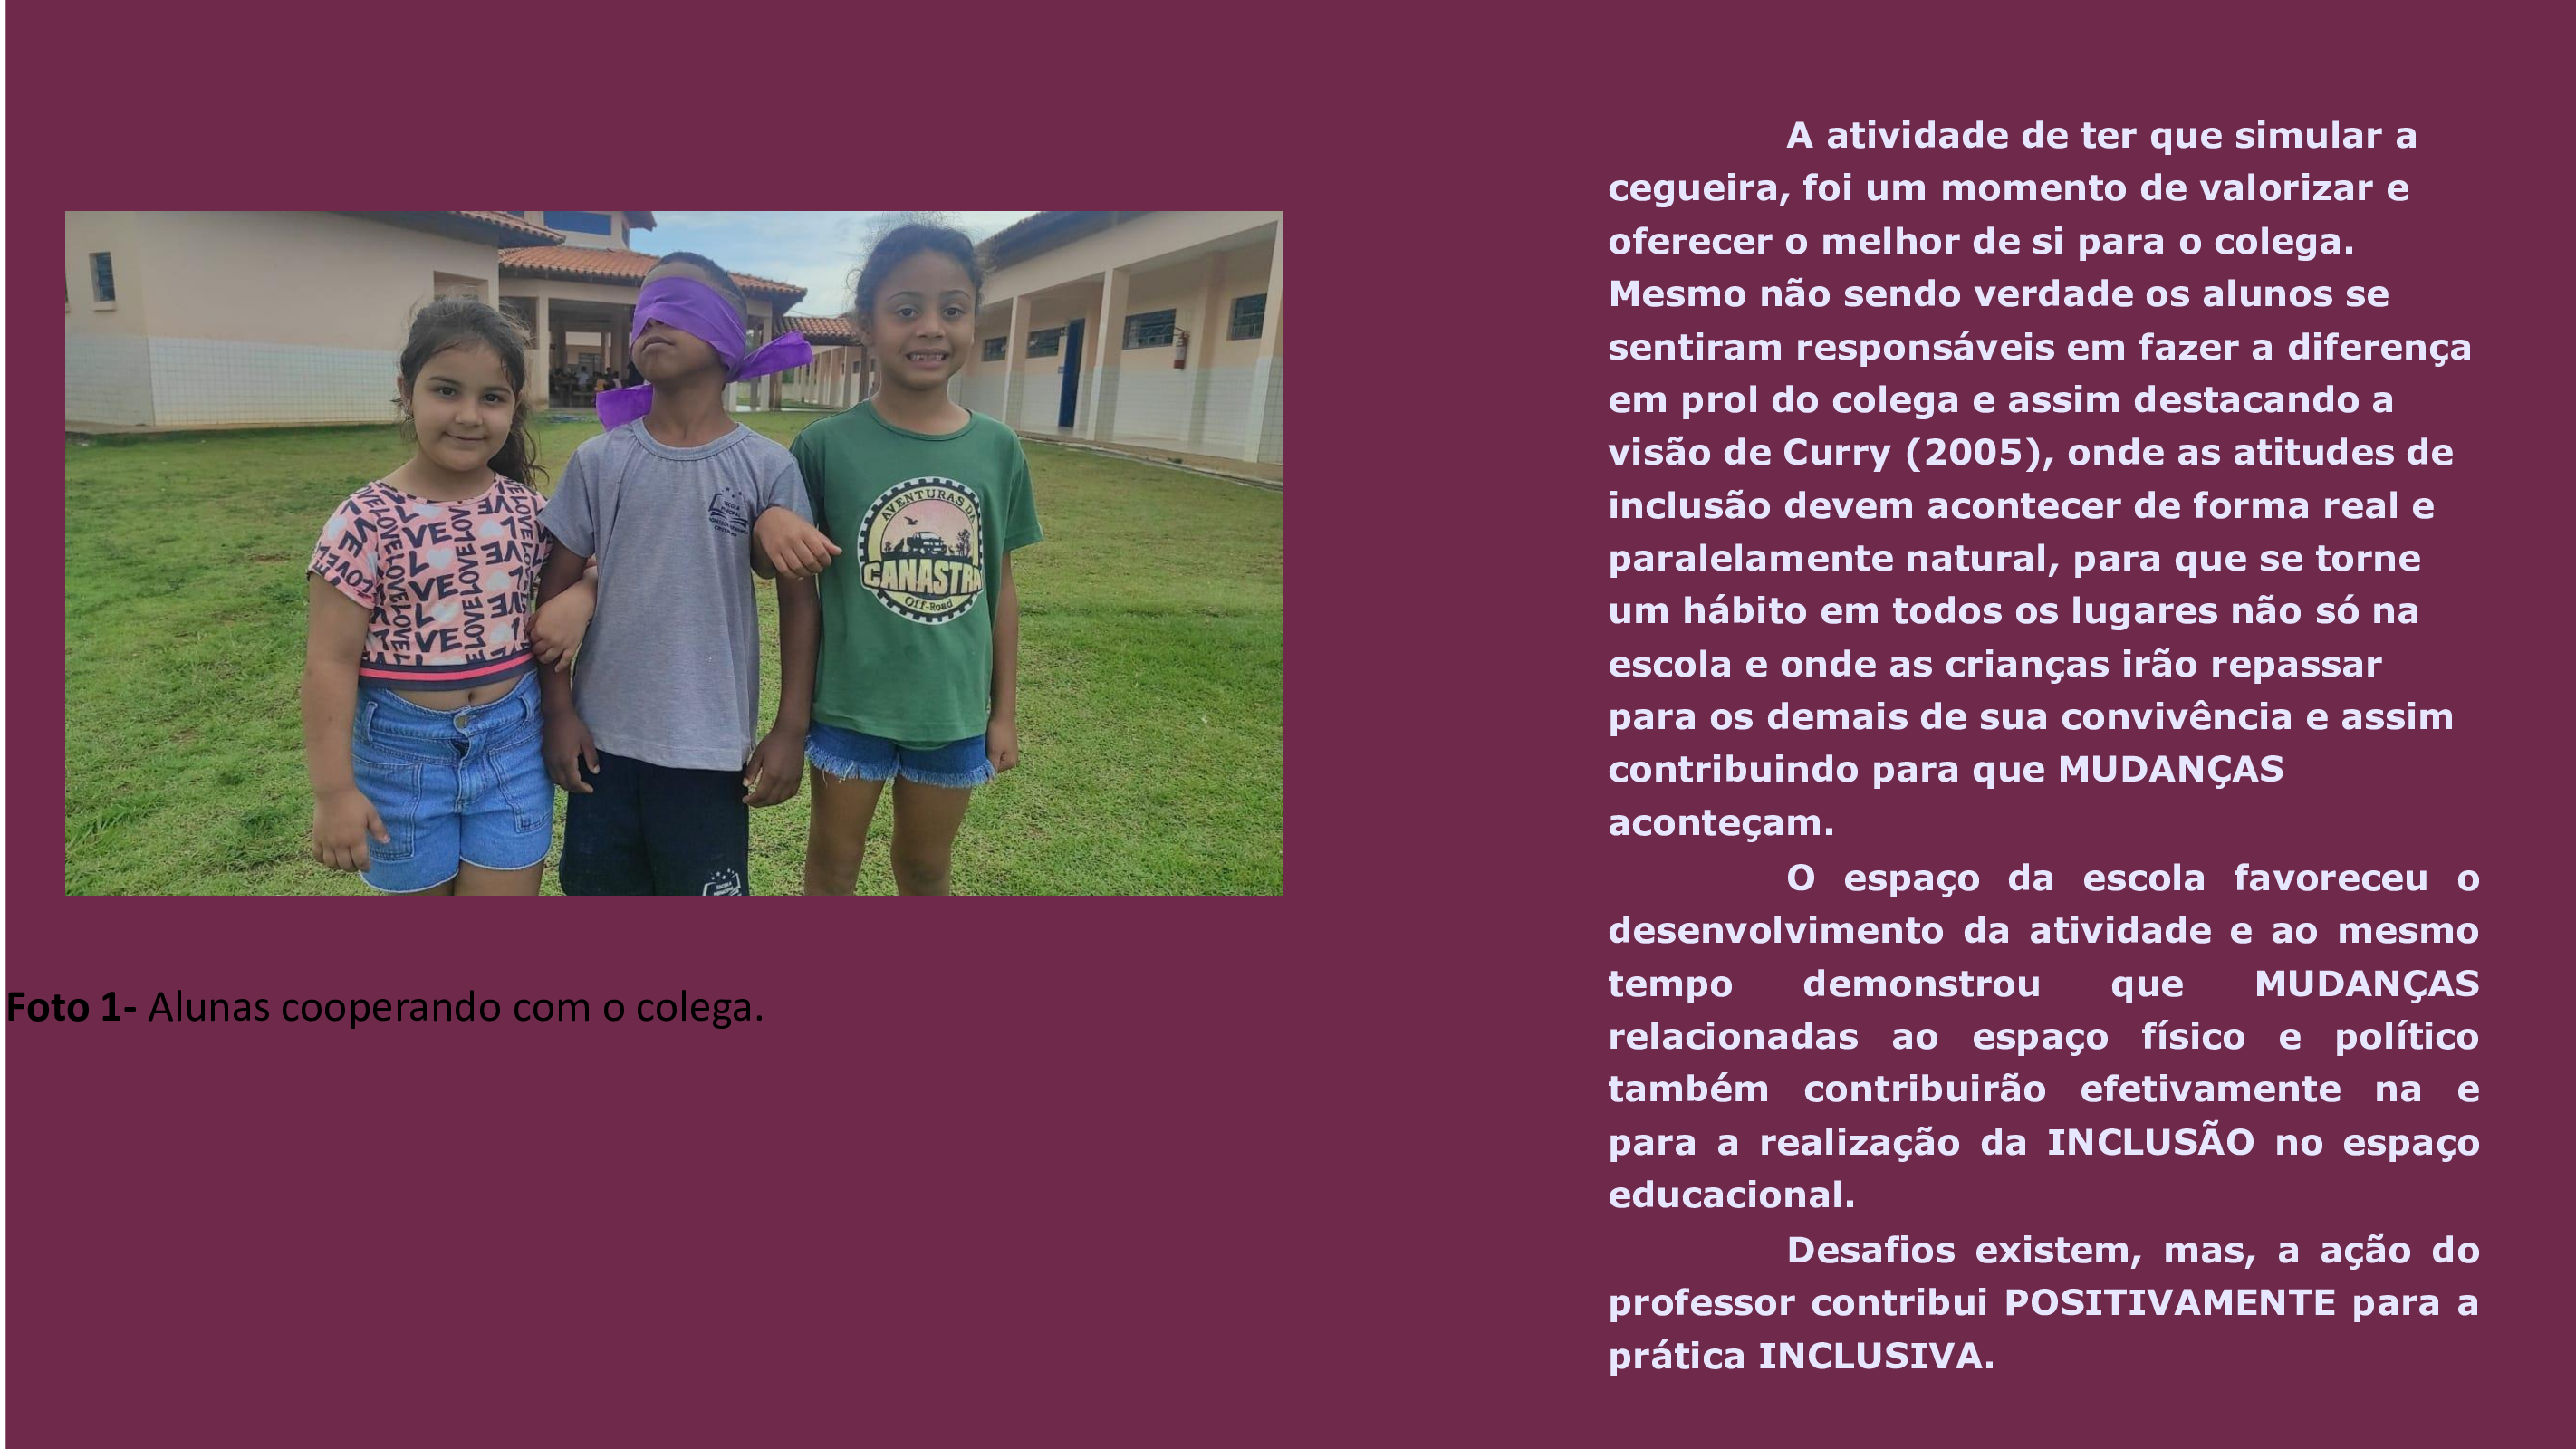 AVENTURAS DA
CANASTRA
Off-Road
Foto 1- Alunas cooperando com o colega.
A atividade de ter que simular a
cegueira, foi um momento de valorizar e
oferecer o melhor de si para o colega.
Mesmo não sendo verdade os alunos se
sentiram responsáveis em fazer a diferença
em prol do colega e assim destacando a
visão de Curry (2005), onde as atitudes de
inclusão devem acontecer de forma real e
paralelamente natural, para que se torne
um hábito em todos os lugares não só na
escola e onde as crianças irão repassar
para os demais de sua convivência e assim
contribuindo para que MUDANÇAS
aconteçam.
O espaço da escola favoreceu o
desenvolvimento da atividade e ao mesmo
tempo demonstrou que MUDANÇAS
relacionadas ao espaço físico e político
também contribuirão efetivamente na e
para a realização da INCLUSÃO no espaço
educacional.
Desafios existem, mas, a ação do
professor contribui POSITIVAMENTE para a
prática INCLUSIVA.